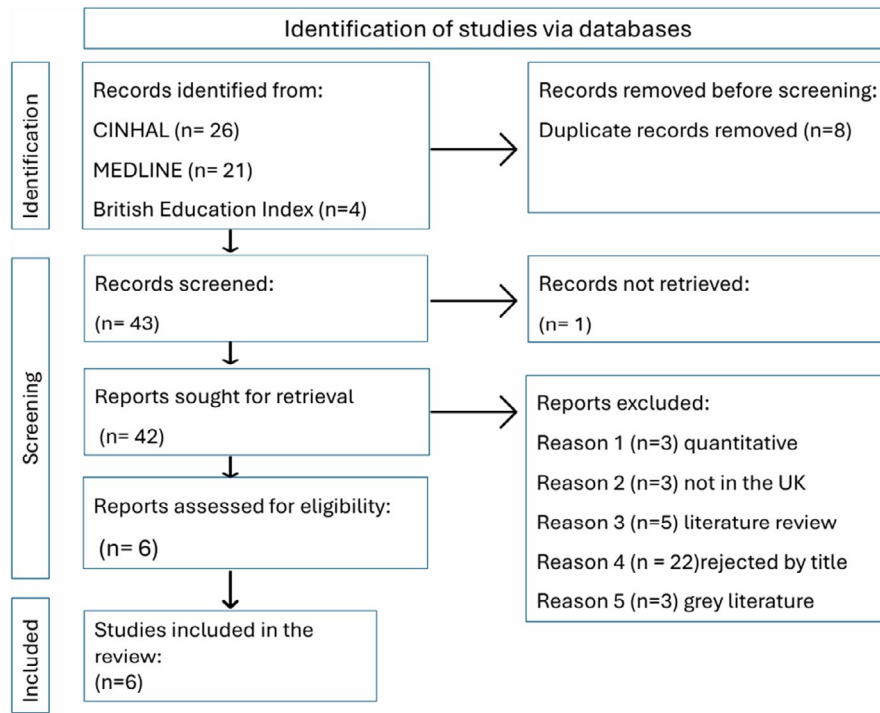 Identification of studies via databases
Identification
Records identified from:
CINHAL (n= 26)
MEDLINE (n= 21)
British Education Index (n=4)
Records removed before screening:
Duplicate records removed (n=8)
Screening
Records screened:
(n= 43)
Records not retrieved:
(n= 1)
Reports sought for retrieval
(n= 42)
Reports excluded:
Reason 1 (n=3) quantitative
Reason 2 (n=3) not in the UK
Reason 3 (n=5) literature review
Reason 4 (n = 22)rejected by title
Reason 5 (n=3) grey literature
Reports assessed for eligibility:
(n= 6)
Included
Studies included in the
review:
(n=6)